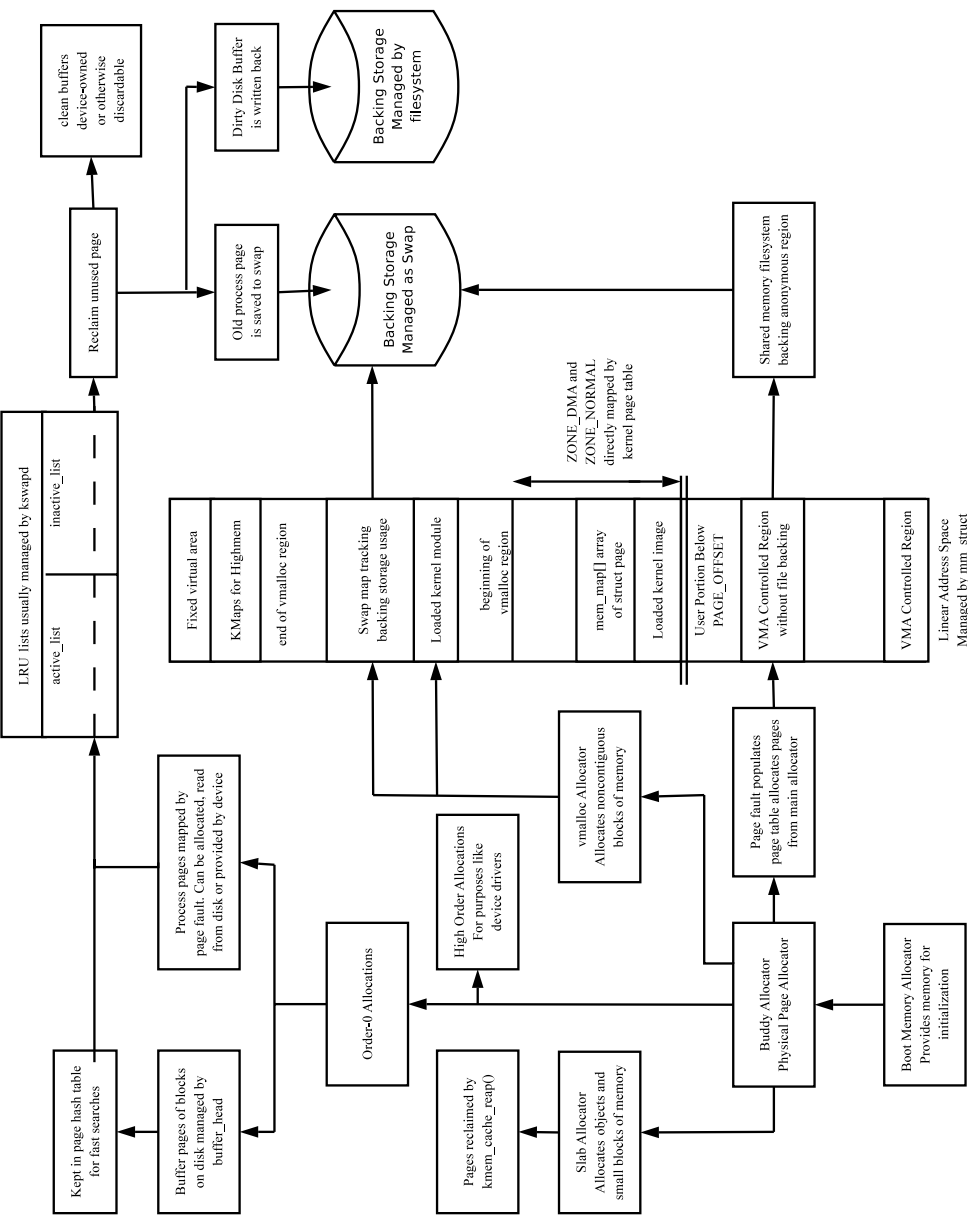 Kept in page hash table
for fast searches
Buffer pages of blocks
on disk managed by
buffer_head
Process pages mapped by
page fault. Can be allocated, read
from disk or provided by device
Order-0 Allocations
Pages reclaimed by
kmem_cache_reap()
High Order Allocations
For purposes like
device drivers
Slab Allocator
Allocates objects and
small blocks of memory
vmalloc Allocator
Allocates noncontiguous
blocks of memory
Buddy Allocator
Physical Page Allocator
Page fault populates
page table allocates pages
from main allocator
Boot Memory Allocator
Provides memory for
initialization
LRU lists usually managed by kswapd
active_list
inactive_list
Fixed virtual area
KMaps for Highmem
end of vmalloc region
Swap map tracking
backing storage usage
Loaded kernel module
beginning of
vmalloc region
mem_map[] array
of struct page
Loaded kernel image
User Portion Below
PAGE_OFFSET
VMA Controlled Region
without file backing
VMA Controlled Region
Linear Address Space
Managed by mm_struct
ZONE_DMA and
ZONE_NORMAL
directly mapped by
kernel page table
Reclaim unused page
clean buffers
device-owned
or otherwise
discardable
Old process page
is saved to swap
Dirty Disk Buffer
is written back
Backing Storage
Managed as Swap
Backing Storage
Managed by
filesystem
Shared memory filesystem
backing anonymous region